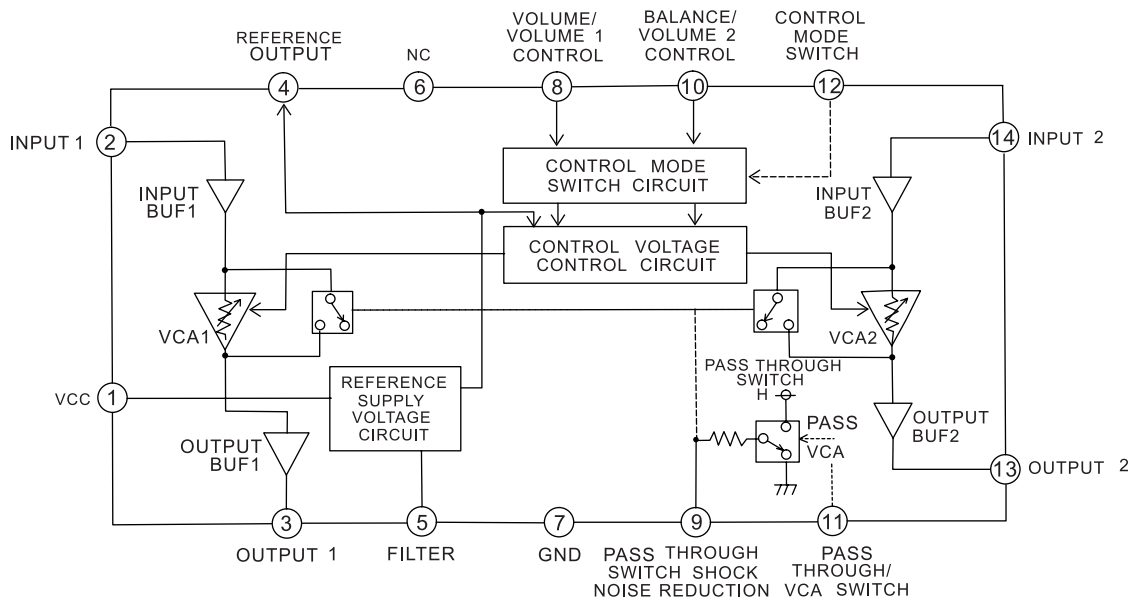 REFERENCE
OUTPUT
4
NC
6
VOLUME/
VOLUME 1
CONTROL
8
BALANCE/
VOLUME 2
CONTROL
10
CONTROL
MODE
SWITCH
12
INPUT 1
2
14
INPUT 2
INPUT
BUF1
CONTROL MODE
SWITCH CIRCUIT
INPUT
BUF2
CONTROL VOLTAGE
CONTROL CIRCUIT
VCA1
VCA2
VCC
1
REFERENCE
SUPPLY
VOLTAGE
CIRCUIT
PASS THROUGH
SWITCH
H
PASS
VCA
OUTPUT
BUF1
OUTPUT
BUF2
13
OUTPUT 2
3
OUTPUT 1
5
FILTER
7
GND
9
PASS THROUGH
SWITCH SHOCK
NOISE REDUCTION
11
PASS
THROUGH/
VCA SWITCH